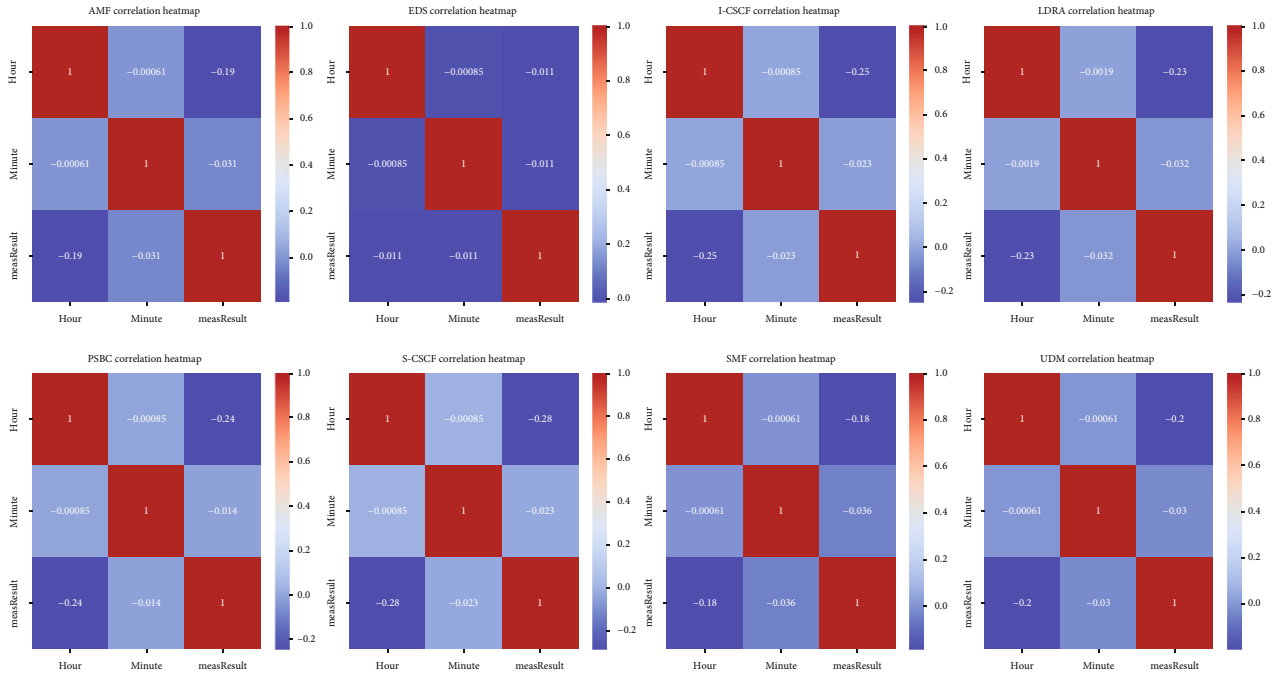 AMF correlation heatmap
Hour
Minute
measResult
1
−0.00061
−0.19
−0.00061
1
−0.031
−0.19
−0.031
1
Hour
Minute
measResult
1.0
0.8
0.6
0.4
0.2
0.0
EDS correlation heatmap
1
−0.00085
−0.011
−0.00085
1
−0.011
−0.011
−0.011
1
Hour
Minute
measResult
Hour
Minute
measResult
1.0
0.8
0.6
0.4
0.2
0.0
I-CSCF correlation heatmap
Hour
Minute
measResult
1
−0.00085
−0.25
−0.00085
1
−0.023
−0.25
−0.023
1
Hour
Minute
measResult
1.0
0.8
0.6
0.4
0.2
0.0
−0.2
LDRA correlation heatmap
Hour
Minute
measResult
1
−0.0019
−0.23
−0.0019
1
−0.032
−0.23
−0.032
1
Hour
Minute
measResult
1.0
0.8
0.6
0.4
0.2
0.0
−0.2
PSBC correlation heatmap
Hour
Minute
measResult
1
−0.00085
−0.24
−0.00085
1
−0.014
−0.24
−0.014
1
Hour
Minute
measResult
1.0
0.8
0.6
0.4
0.2
0.0
−0.2
S-CSCF correlation heatmap
Hour
Minute
measResult
1
−0.00085
−0.28
−0.00085
1
−0.023
−0.28
−0.023
1
Hour
Minute
measResult
1.0
0.8
0.6
0.4
0.2
0.0
−0.2
SMF correlation heatmap
Hour
Minute
measResult
1
−0.00061
−0.18
−0.00061
1
−0.036
−0.18
−0.036
1
Hour
Minute
measResult
1.0
0.8
0.6
0.4
0.2
0.0
UDM correlation heatmap
Hour
Minute
measResult
1
−0.00061
−0.2
−0.00061
1
−0.03
−0.2
−0.03
1
Hour
Minute
measResult
1.0
0.8
0.6
0.4
0.2
0.0